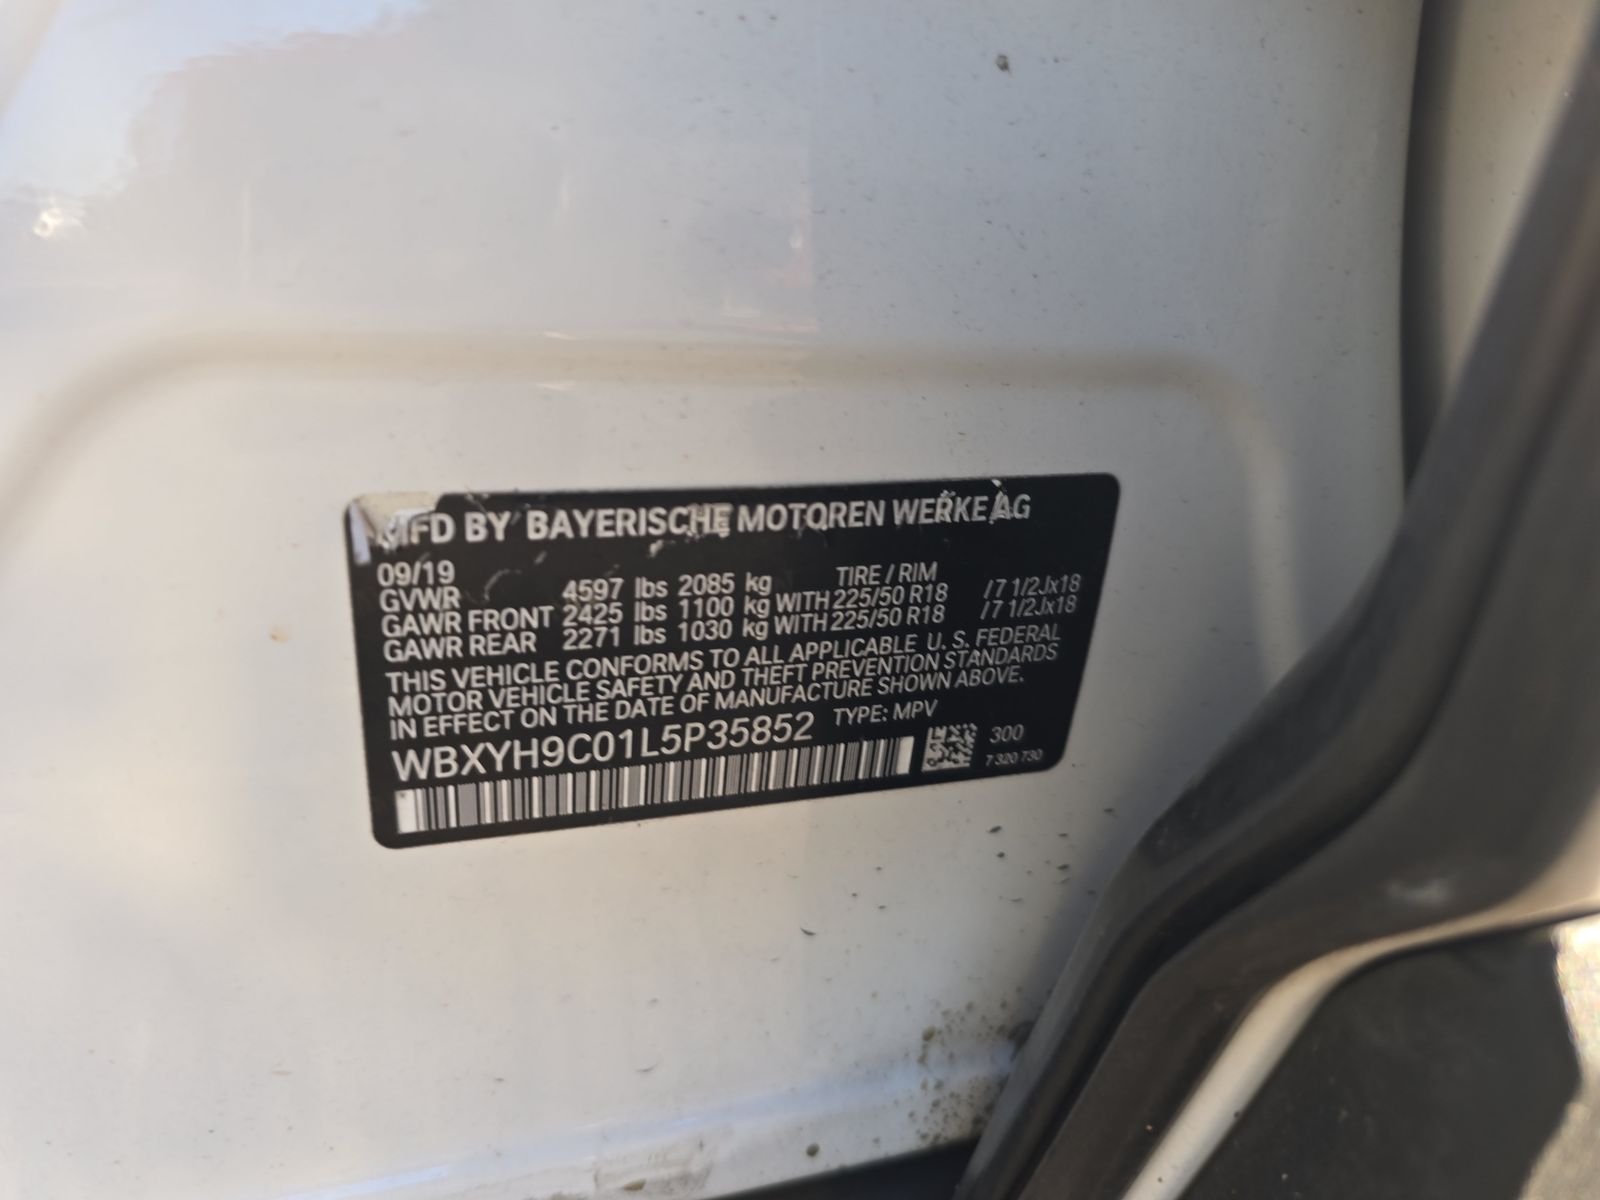 MFD BY BAYERISCHE MOTOREN WERKE AG
09/19 TIRE / RIM
GVWR 4597 lbs 2085 kg
GAWR FRONT 2425 lbs 1100 kg WITH 225/50 R18 /7 1/2Jx18
GAWR REAR 2271 lbs 1030 kg WITH 225/50 R18 /7 1/2Jx18
THIS VEHICLE CONFORMS TO ALL APPLICABLE U. S. FEDERAL
MOTOR VEHICLE SAFETY AND THEFT PREVENTION STANDARDS
IN EFFECT ON THE DATE OF MANUFACTURE SHOWN ABOVE.
WBXYH9C01L5P35852 TYPE: MPV
300
7 320 730